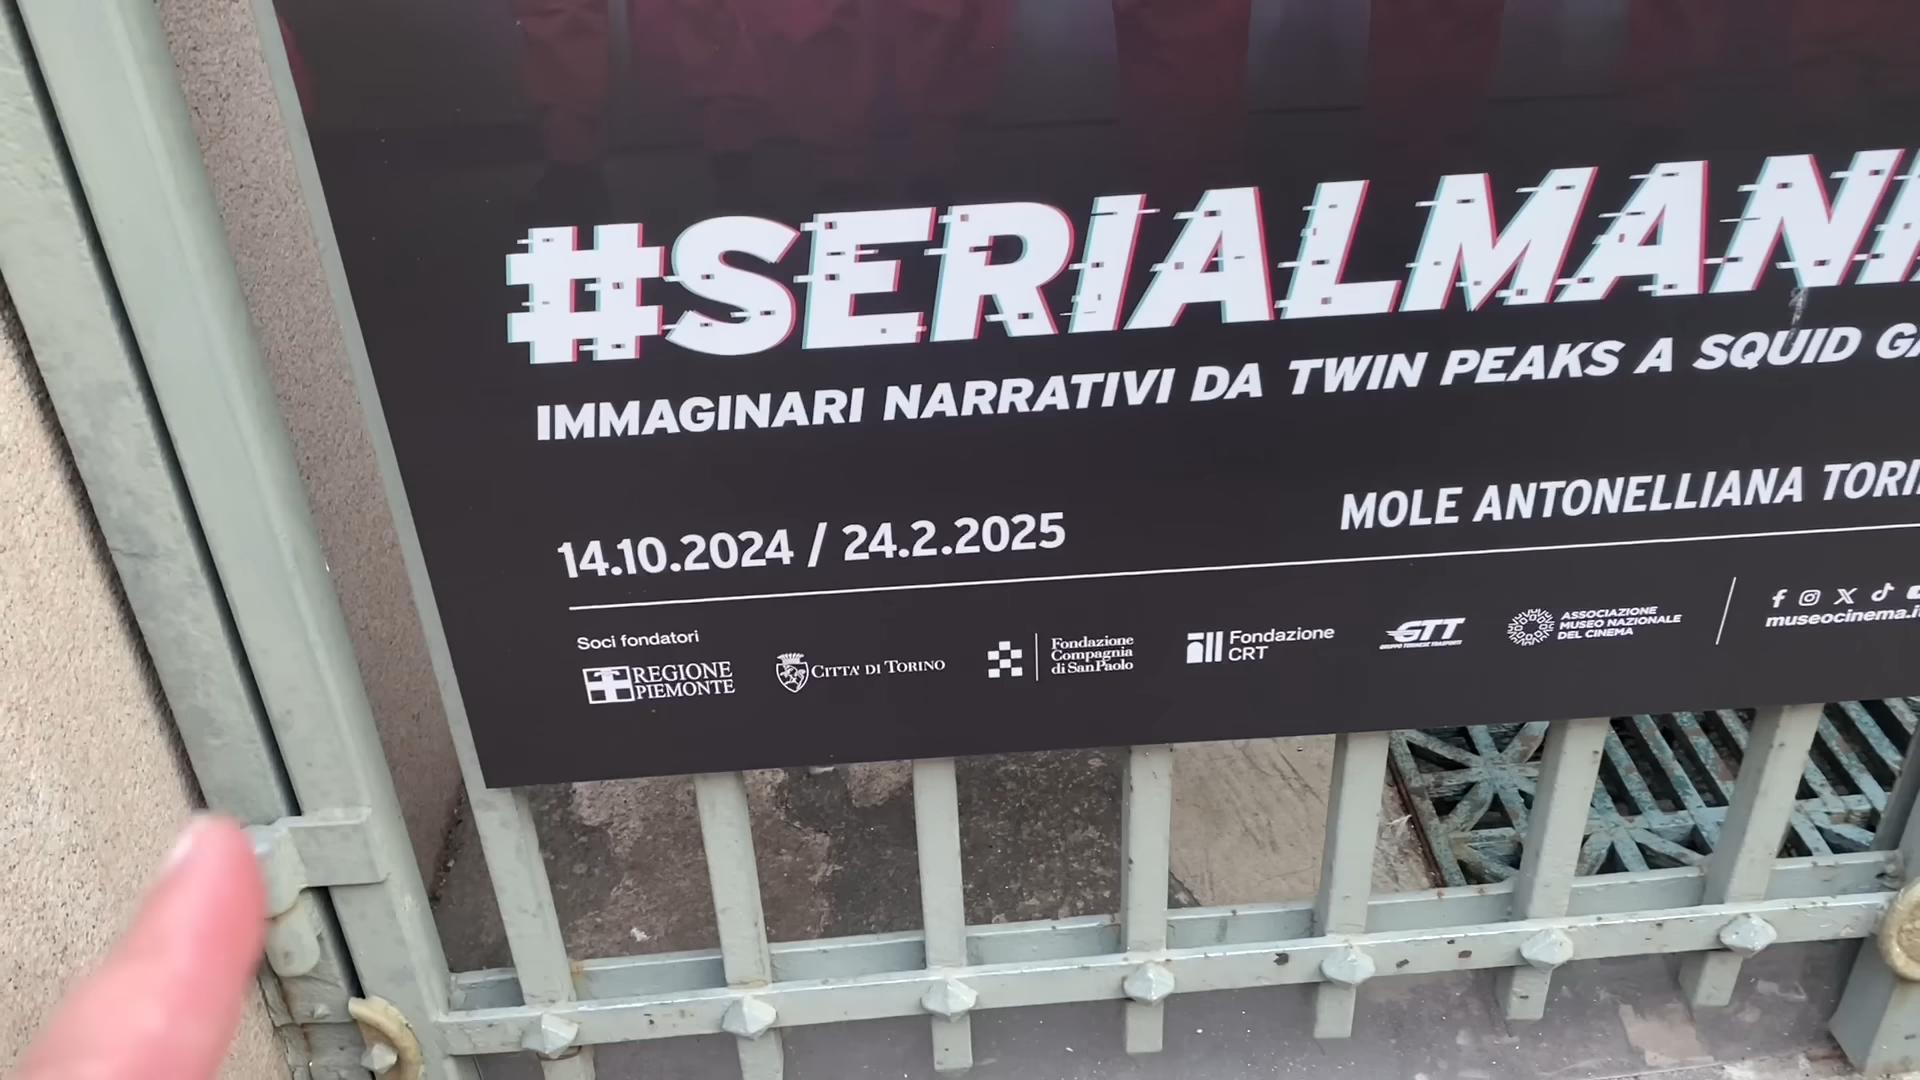 #SERIALMANI
IMMAGINARI NARRATIVI DA TWIN PEAKS A SQUID GA
14.10.2024 / 24.2.2025
MOLE ANTONELLIANA TORI
Soci fondatori
REGIONE
PIEMONTE
CITTA' DI TORINO
Fondazione
Compagnia
di San Paolo
Fondazione
CRT
GTT
GRUPPO TORINESE TRASPORTI
ASSOCIAZIONE
MUSEO NAZIONALE
DEL CINEMA
museocinema.it